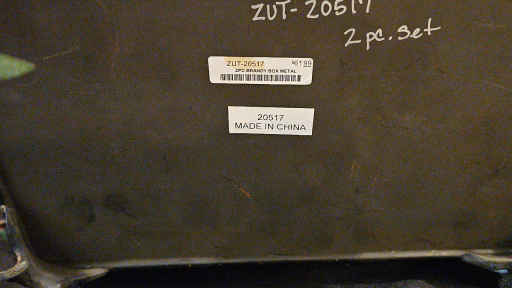 ZUT-20517
2 pc. set
ZUT-20517
2PC BRANDY BOX METAL
20517
MADE IN CHINA